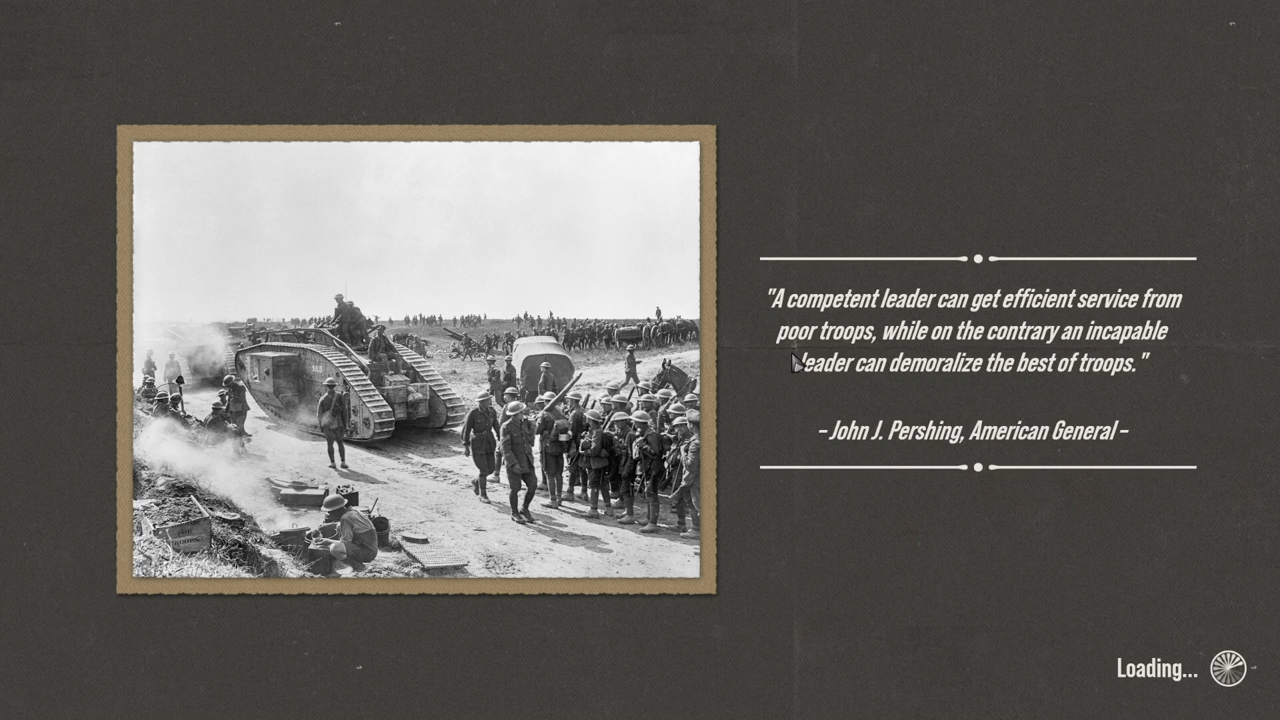 "A competent leader can get efficient service from
poor troops, while on the contrary an incapable
leader can demoralize the best of troops."
– John J. Pershing, American General –
Loading...